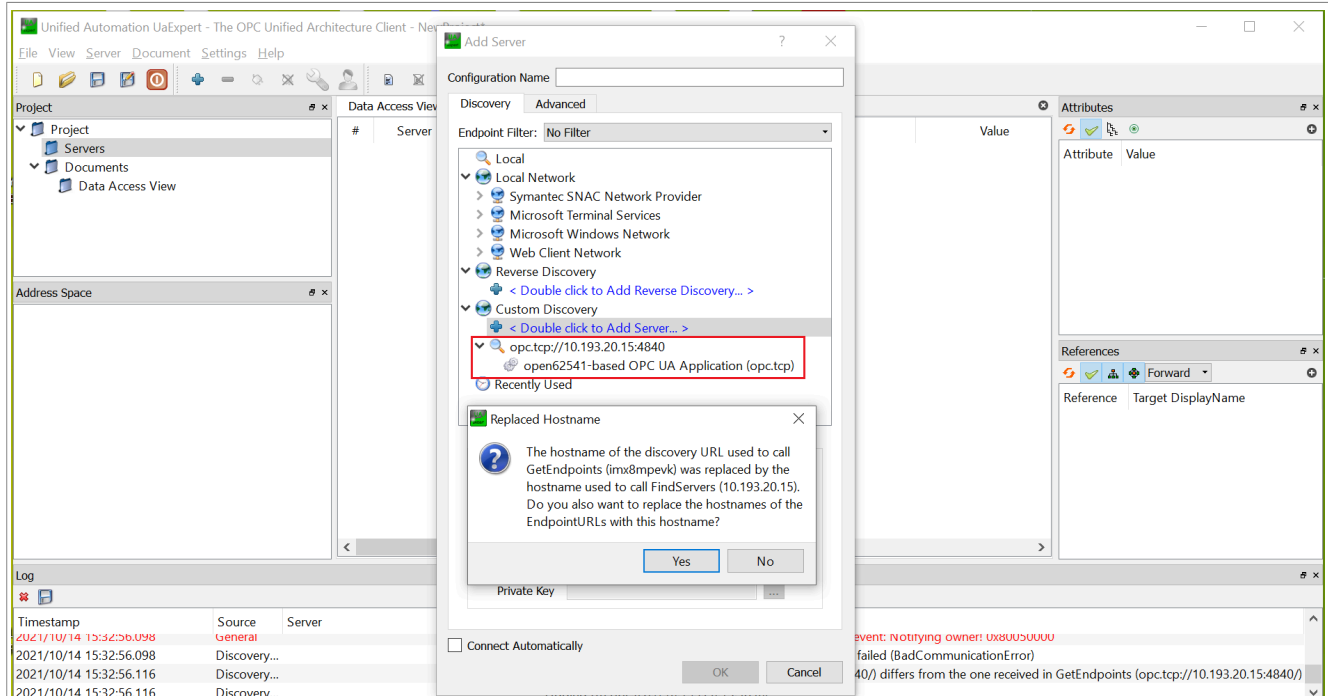 Unified Automation UaExpert - The OPC Unified Architecture Client - New Project*
File View Server Document Settings Help
Project
Project
Servers
Documents
Data Access View
Address Space
Data Access View
# Server
Value
Add Server
Configuration Name
Discovery Advanced
Endpoint Filter: No Filter
Local
Local Network
Symantec SNAC Network Provider
Microsoft Terminal Services
Microsoft Windows Network
Web Client Network
Reverse Discovery
< Double click to Add Reverse Discovery... >
Custom Discovery
< Double click to Add Server... >
opc.tcp://10.193.20.15:4840
open62541-based OPC UA Application (opc.tcp)
Recently Used
Replaced Hostname
The hostname of the discovery URL used to call
GetEndpoints (imx8mpevk) was replaced by the
hostname used to call FindServers (10.193.20.15).
Do you also want to replace the hostnames of the
EndpointURLs with this hostname?
Yes No
Private Key ...
Connect Automatically
OK Cancel
Attributes
Attribute Value
References
Forward
Reference Target DisplayName
Log
Timestamp Source Server
2021/10/14 15:32:56.098 General event: Notifying owner! 0x80050000
2021/10/14 15:32:56.098 Discovery... failed (BadCommunicationError)
2021/10/14 15:32:56.116 Discovery... 40/) differs from the one received in GetEndpoints (opc.tcp://10.193.20.15:4840/)
2021/10/14 15:32:56.116 Discovery